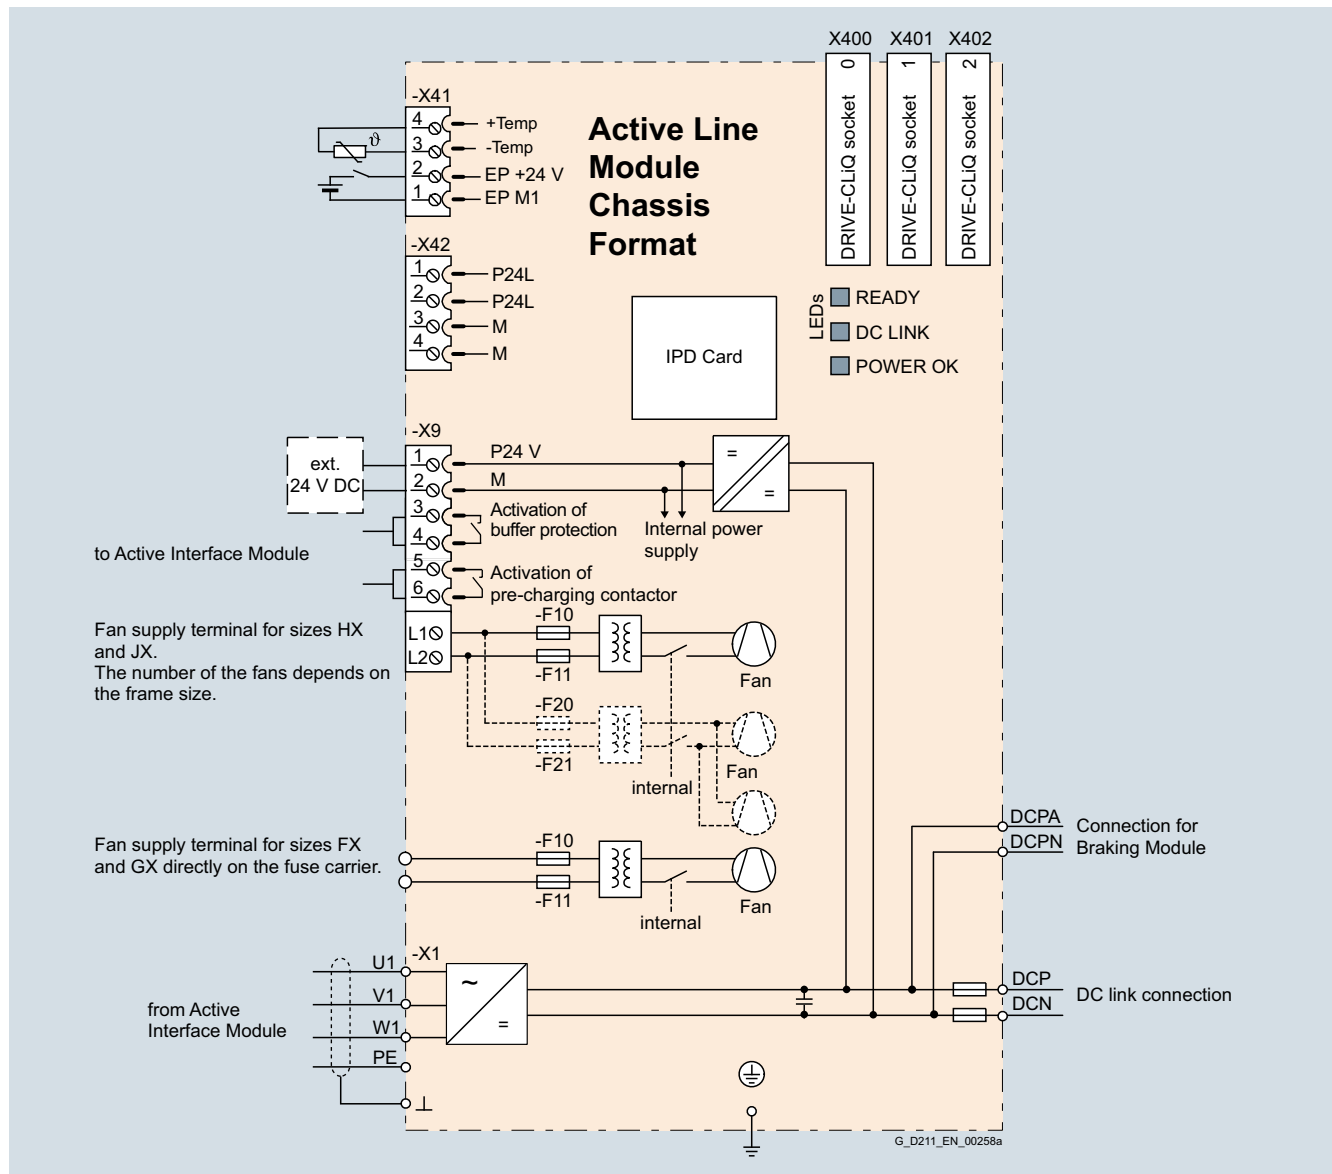 X400 X401 X402
0 1 2
DRIVE-CLiQ socket
DRIVE-CLiQ socket
DRIVE-CLiQ socket
Active Line
Module
Chassis
Format
-X41
4 +Temp
3 -Temp
ϑ
2 EP +24 V
1 EP M1
-X42
1 P24L
2 P24L
3 M
4 M
LEDs
READY
DC LINK
POWER OK
IPD Card
-X9
ext.
24 V DC
1 P24 V
2 M
=
=
3
4
Activation of
buffer protection
Internal power
supply
to Active Interface Module
5
6
Activation of
pre-charging contactor
Fan supply terminal for sizes HX
and JX.
The number of the fans depends on
the frame size.
L1
L2
-F10
-F11
Fan
-F20
-F21
internal
Fan
Fan supply terminal for sizes FX
and GX directly on the fuse carrier.
-F10
-F11
internal
Fan
DCPA
DCPN
Connection for
Braking Module
-X1
U1
V1
W1
PE
from Active
Interface Module
~
=
DCP
DCN
DC link connection
G_D211_EN_00258a